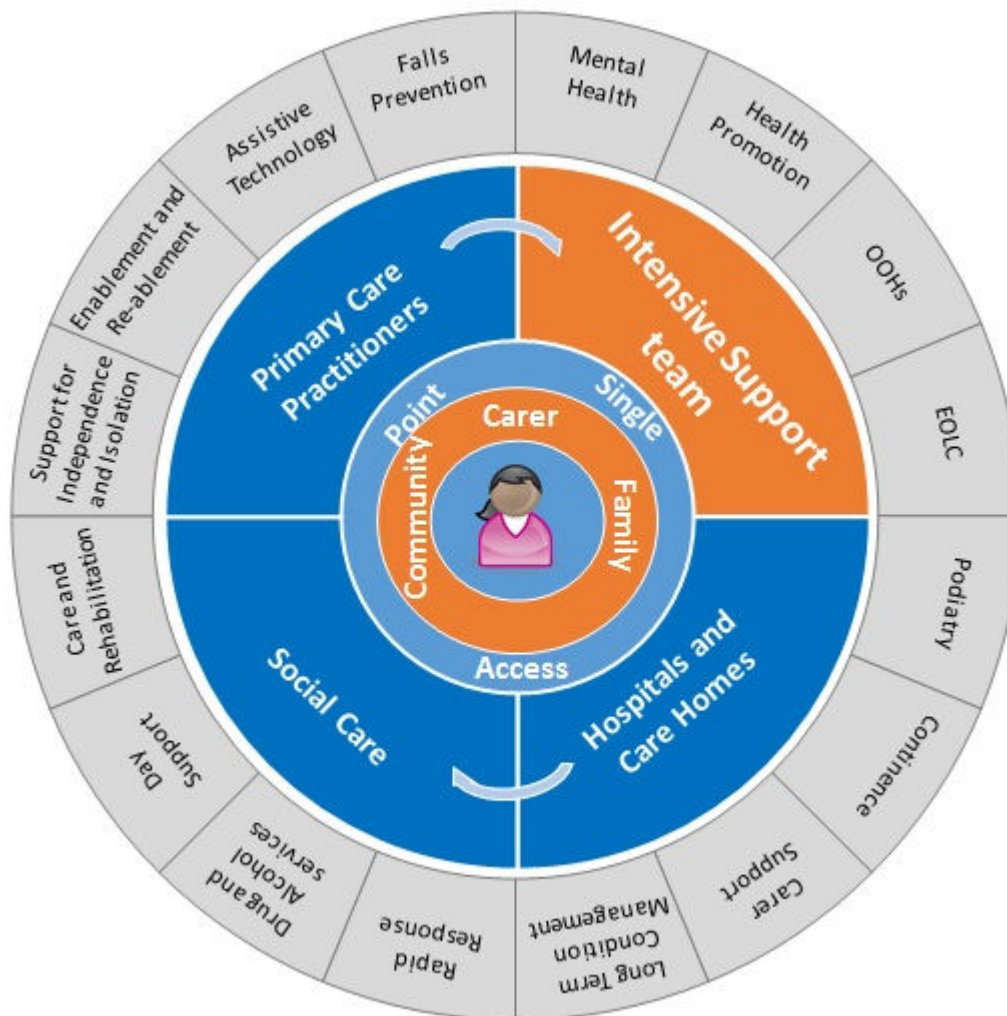 Mental
Health
Health
Promotion
OOHs
EOLC
Podiatry
Continence
Carer
Support
Long Term
Condition
Management
Rapid
Response
Drug and
Alcohol
services
Day
Support
Care and
Rehabilitation
Support for
Independence
and Isolation
Enablement and
Re-ablement
Assistive
Technology
Falls
Prevention
Primary Care
Practitioners
Intensive Support
team
Hospitals and
Care Homes
Social Care
Single
Point
Access
Carer
Family
Community